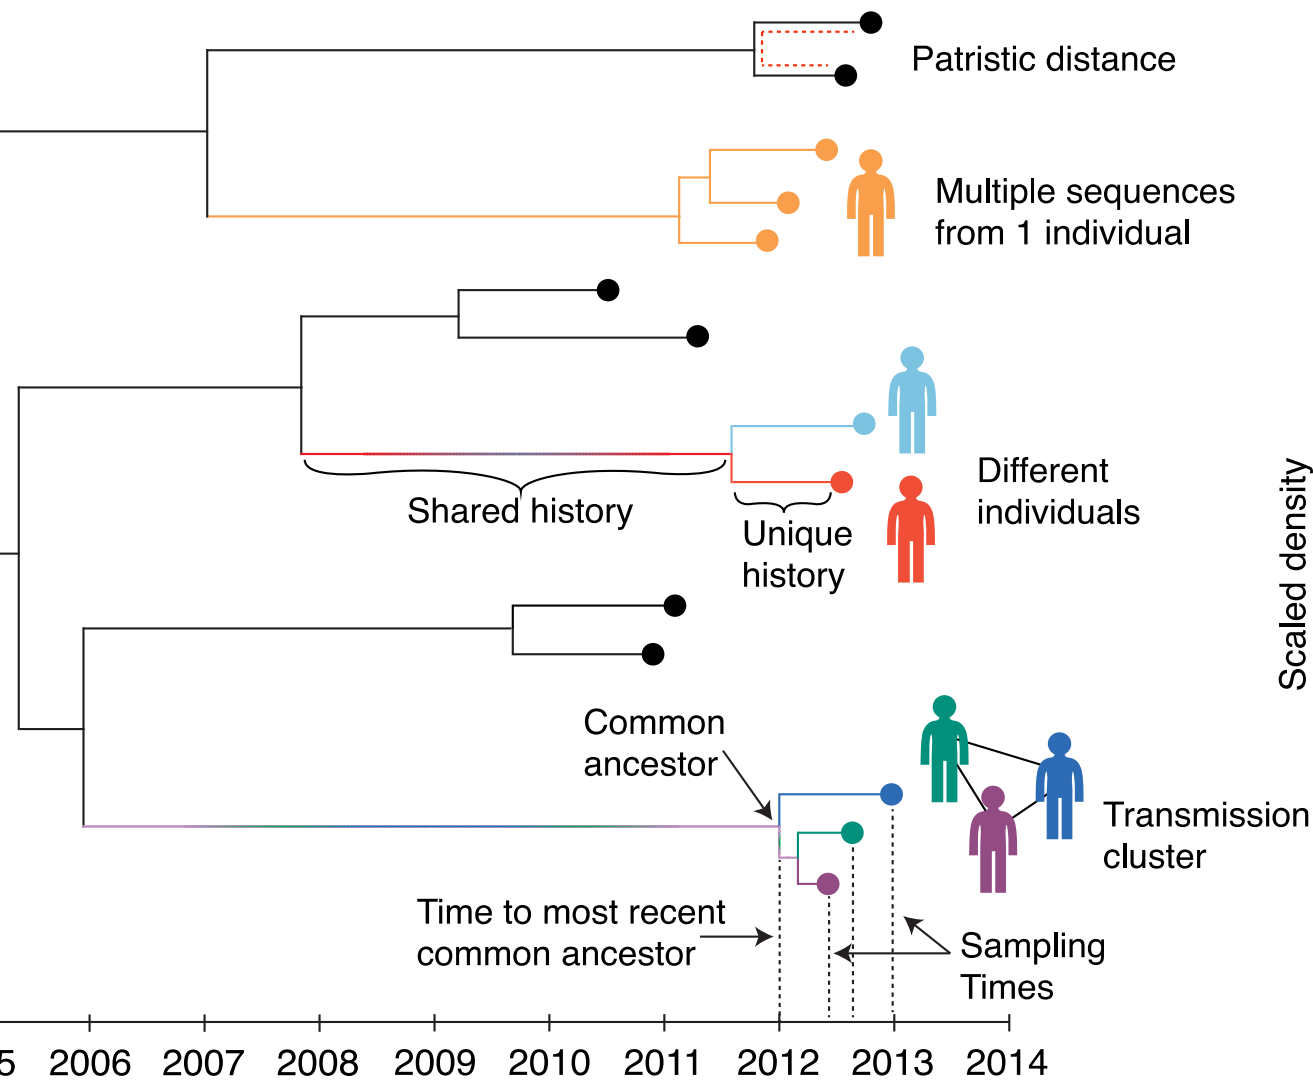 Patristic distance
Multiple sequences
from 1 individual
Shared history
Different
individuals
Unique
history
Scaled density
Common
ancestor
Transmission
cluster
Time to most recent
common ancestor
Sampling
Times
5 2006 2007 2008 2009 2010 2011 2012 2013 2014